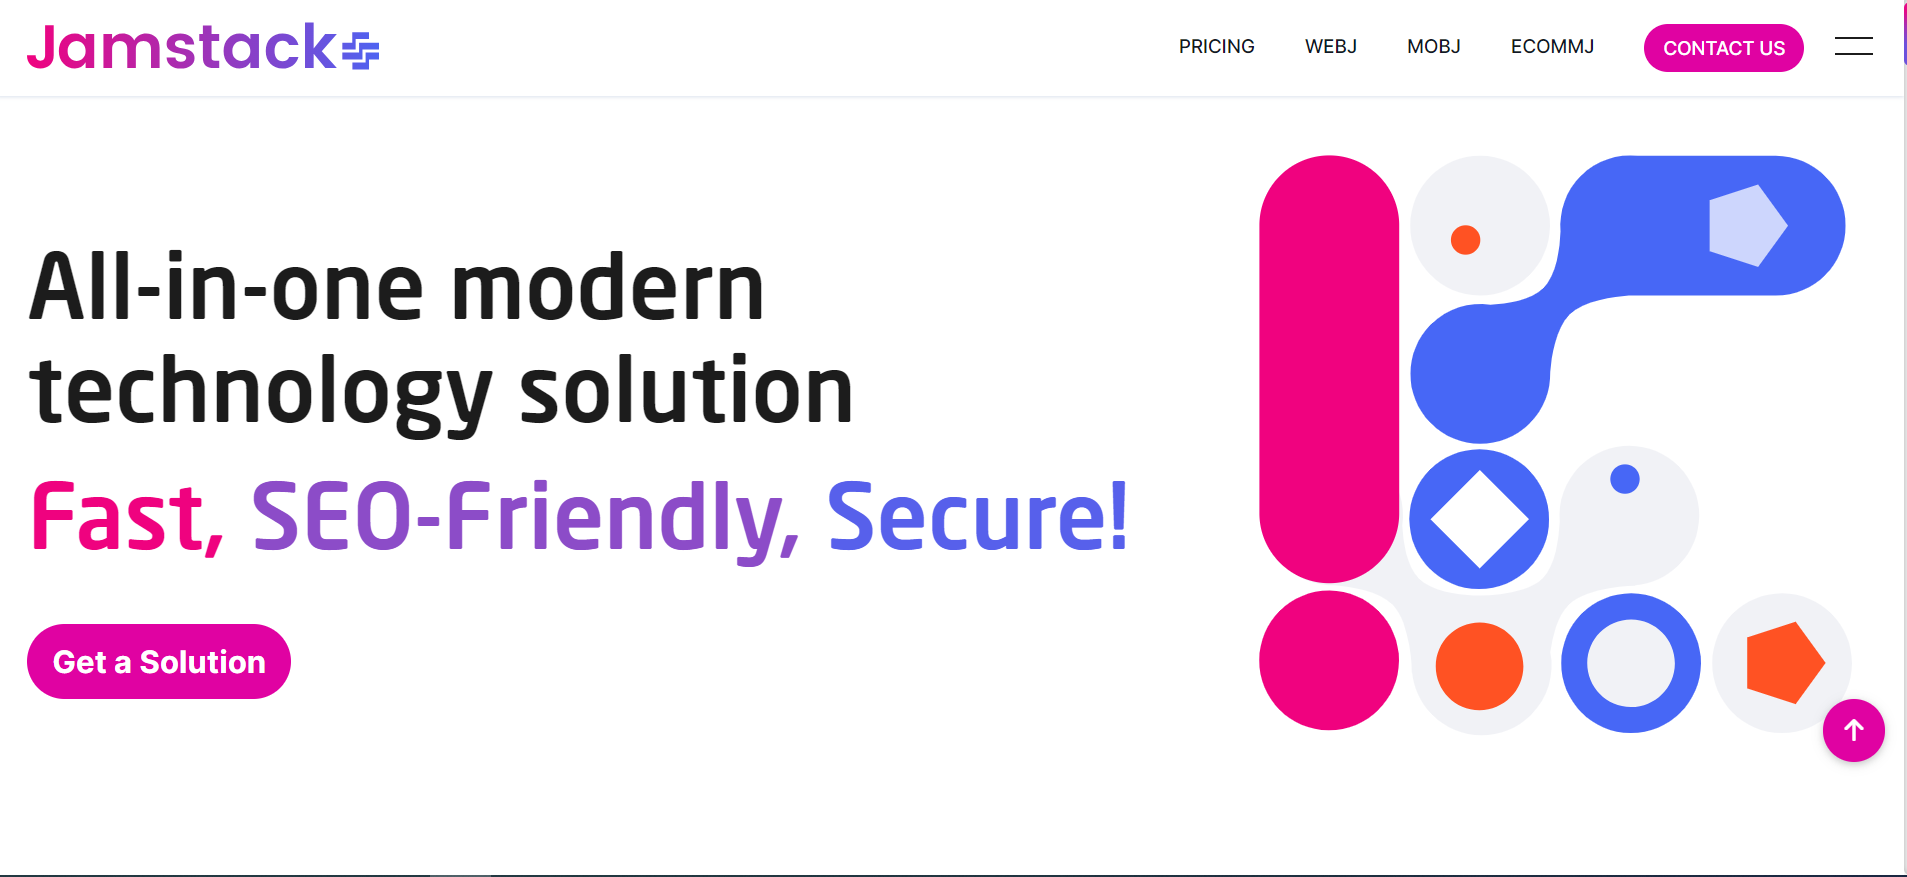 Jamstack
PRICING
WEBJ
MOBJ
ECOMMJ
CONTACT US
All-in-one modern
technology solution
Fast, SEO-Friendly, Secure!
Get a Solution